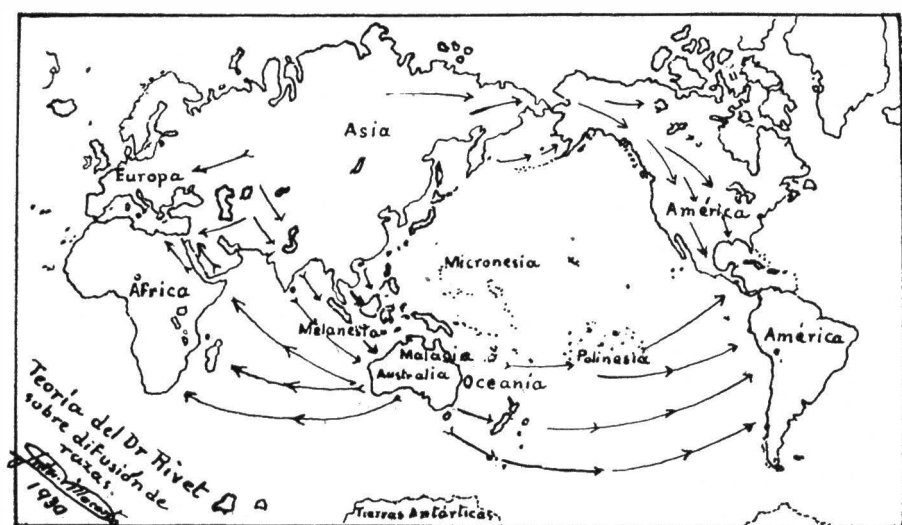 Asia
Europa
América
Micronesia
África
Melanesia
Malasia
Polinesia
América
Australia
Oceanía
Teoría del Dr Rivet
sobre difusión de
razas.
1930
Tierras Antárticas